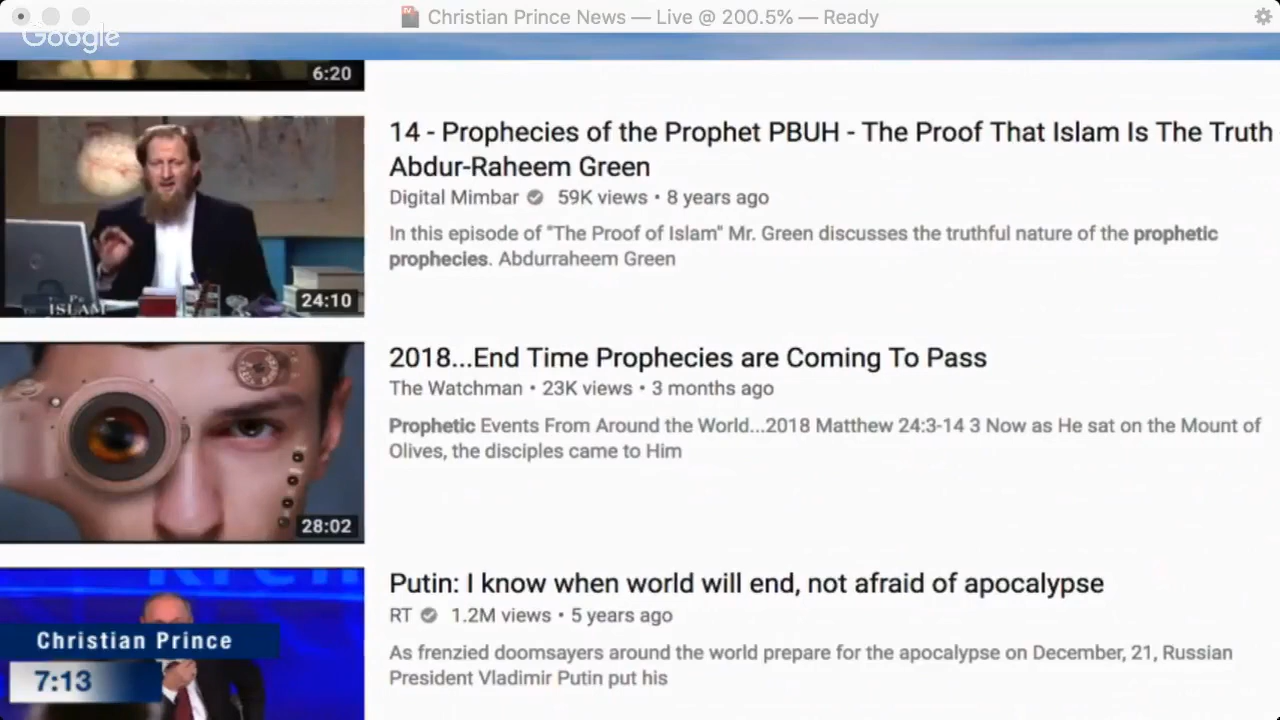 Christian Prince News — Live @ 200.5% — Ready
Google
6:20
14 - Prophecies of the Prophet PBUH - The Proof That Islam Is The Truth
Abdur-Raheem Green
Digital Mimbar 59K views • 8 years ago
In this episode of "The Proof of Islam" Mr. Green discusses the truthful nature of the prophetic
prophecies. Abdurraheem Green
ISLAM
24:10
2018...End Time Prophecies are Coming To Pass
The Watchman • 23K views • 3 months ago
Prophetic Events From Around the World...2018 Matthew 24:3-14 3 Now as He sat on the Mount of
Olives, the disciples came to Him
28:02
Putin: I know when world will end, not afraid of apocalypse
RT 1.2M views • 5 years ago
As frenzied doomsayers around the world prepare for the apocalypse on December, 21, Russian
President Vladimir Putin put his
Christian Prince
7:13